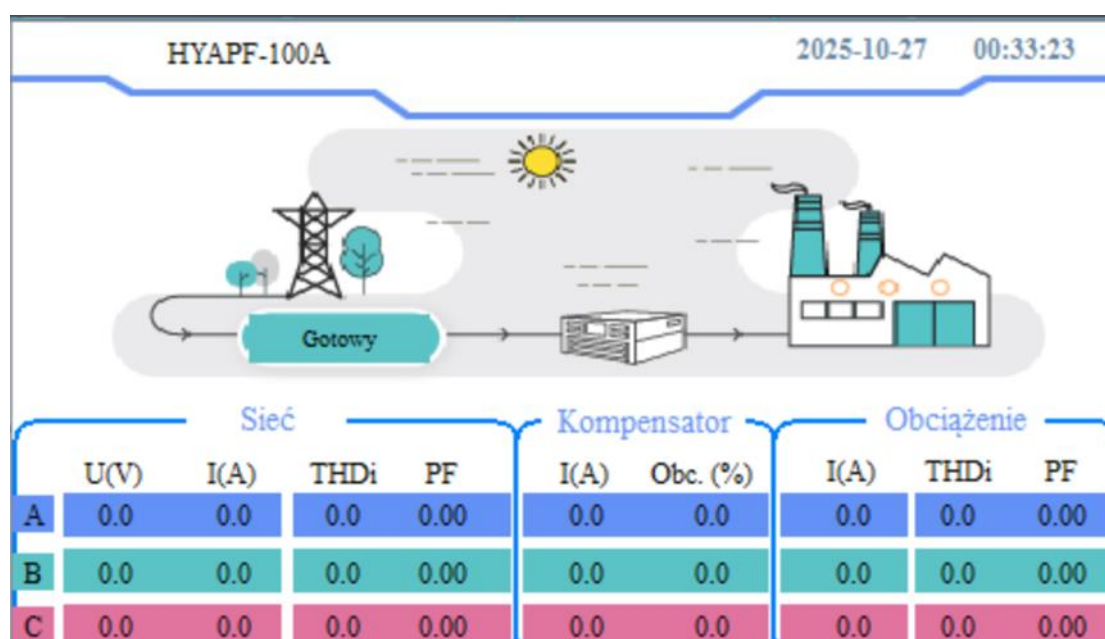 HYAPF-100A 2025-10-27 00:33:23
Gotowy
Sieć Kompensator Obciążenie
U(V) I(A) THDi PF I(A) Obc. (%) I(A) THDi PF
A 0.0 0.0 0.0 0.00 0.0 0.0 0.0 0.0 0.00
B 0.0 0.0 0.0 0.00 0.0 0.0 0.0 0.0 0.00
C 0.0 0.0 0.0 0.00 0.0 0.0 0.0 0.0 0.00